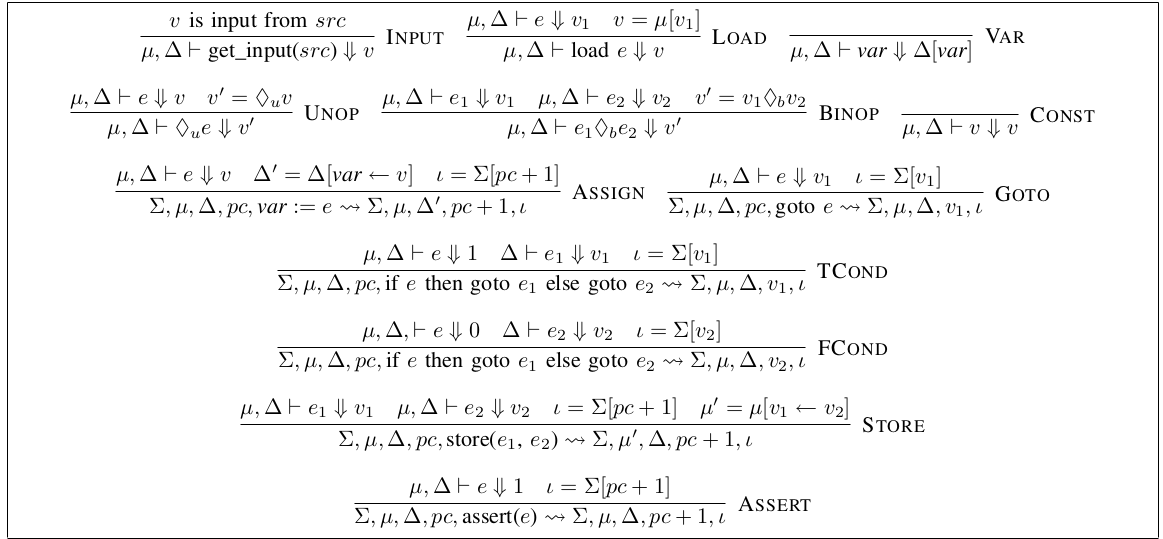 v is input from src
μ, Δ ⊢ get_input(src) ⇓ v INPUT
μ, Δ ⊢ e ⇓ v₁ v = μ[v₁]
μ, Δ ⊢ load e ⇓ v LOAD
μ, Δ ⊢ var ⇓ Δ[var] VAR
μ, Δ ⊢ e ⇓ v v′ = ◊ᵤv
μ, Δ ⊢ ◊ᵤe ⇓ v′ UNOP
μ, Δ ⊢ e₁ ⇓ v₁ μ, Δ ⊢ e₂ ⇓ v₂ v′ = v₁◊_b v₂
μ, Δ ⊢ e₁◊_b e₂ ⇓ v′ BINOP
μ, Δ ⊢ v ⇓ v CONST
μ, Δ ⊢ e ⇓ v Δ′ = Δ[var ← v] ι = Σ[pc + 1]
Σ, μ, Δ, pc, var := e ⇝ Σ, μ, Δ′, pc + 1, ι ASSIGN
μ, Δ ⊢ e ⇓ v₁ ι = Σ[v₁]
Σ, μ, Δ, pc, goto e ⇝ Σ, μ, Δ, v₁, ι GOTO
μ, Δ ⊢ e ⇓ 1 Δ ⊢ e₁ ⇓ v₁ ι = Σ[v₁]
Σ, μ, Δ, pc, if e then goto e₁ else goto e₂ ⇝ Σ, μ, Δ, v₁, ι TCOND
μ, Δ, ⊢ e ⇓ 0 Δ ⊢ e₂ ⇓ v₂ ι = Σ[v₂]
Σ, μ, Δ, pc, if e then goto e₁ else goto e₂ ⇝ Σ, μ, Δ, v₂, ι FCOND
μ, Δ ⊢ e₁ ⇓ v₁ μ, Δ ⊢ e₂ ⇓ v₂ ι = Σ[pc + 1] μ′ = μ[v₁ ← v₂]
Σ, μ, Δ, pc, store(e₁, e₂) ⇝ Σ, μ′, Δ, pc + 1, ι STORE
μ, Δ ⊢ e ⇓ 1 ι = Σ[pc + 1]
Σ, μ, Δ, pc, assert(e) ⇝ Σ, μ, Δ, pc + 1, ι ASSERT